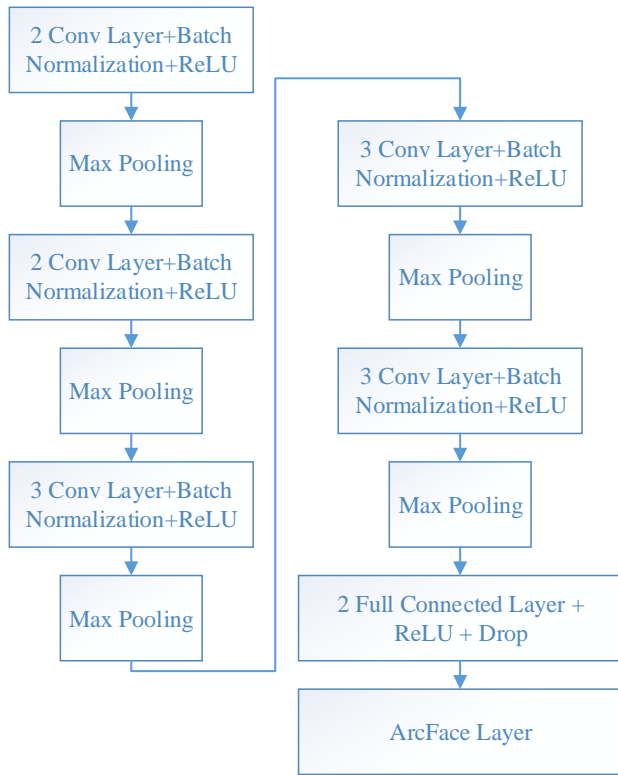 2 Conv Layer+Batch
Normalization+ReLU
Max Pooling
2 Conv Layer+Batch
Normalization+ReLU
Max Pooling
3 Conv Layer+Batch
Normalization+ReLU
Max Pooling
3 Conv Layer+Batch
Normalization+ReLU
Max Pooling
3 Conv Layer+Batch
Normalization+ReLU
Max Pooling
2 Full Connected Layer +
ReLU + Drop
ArcFace Layer